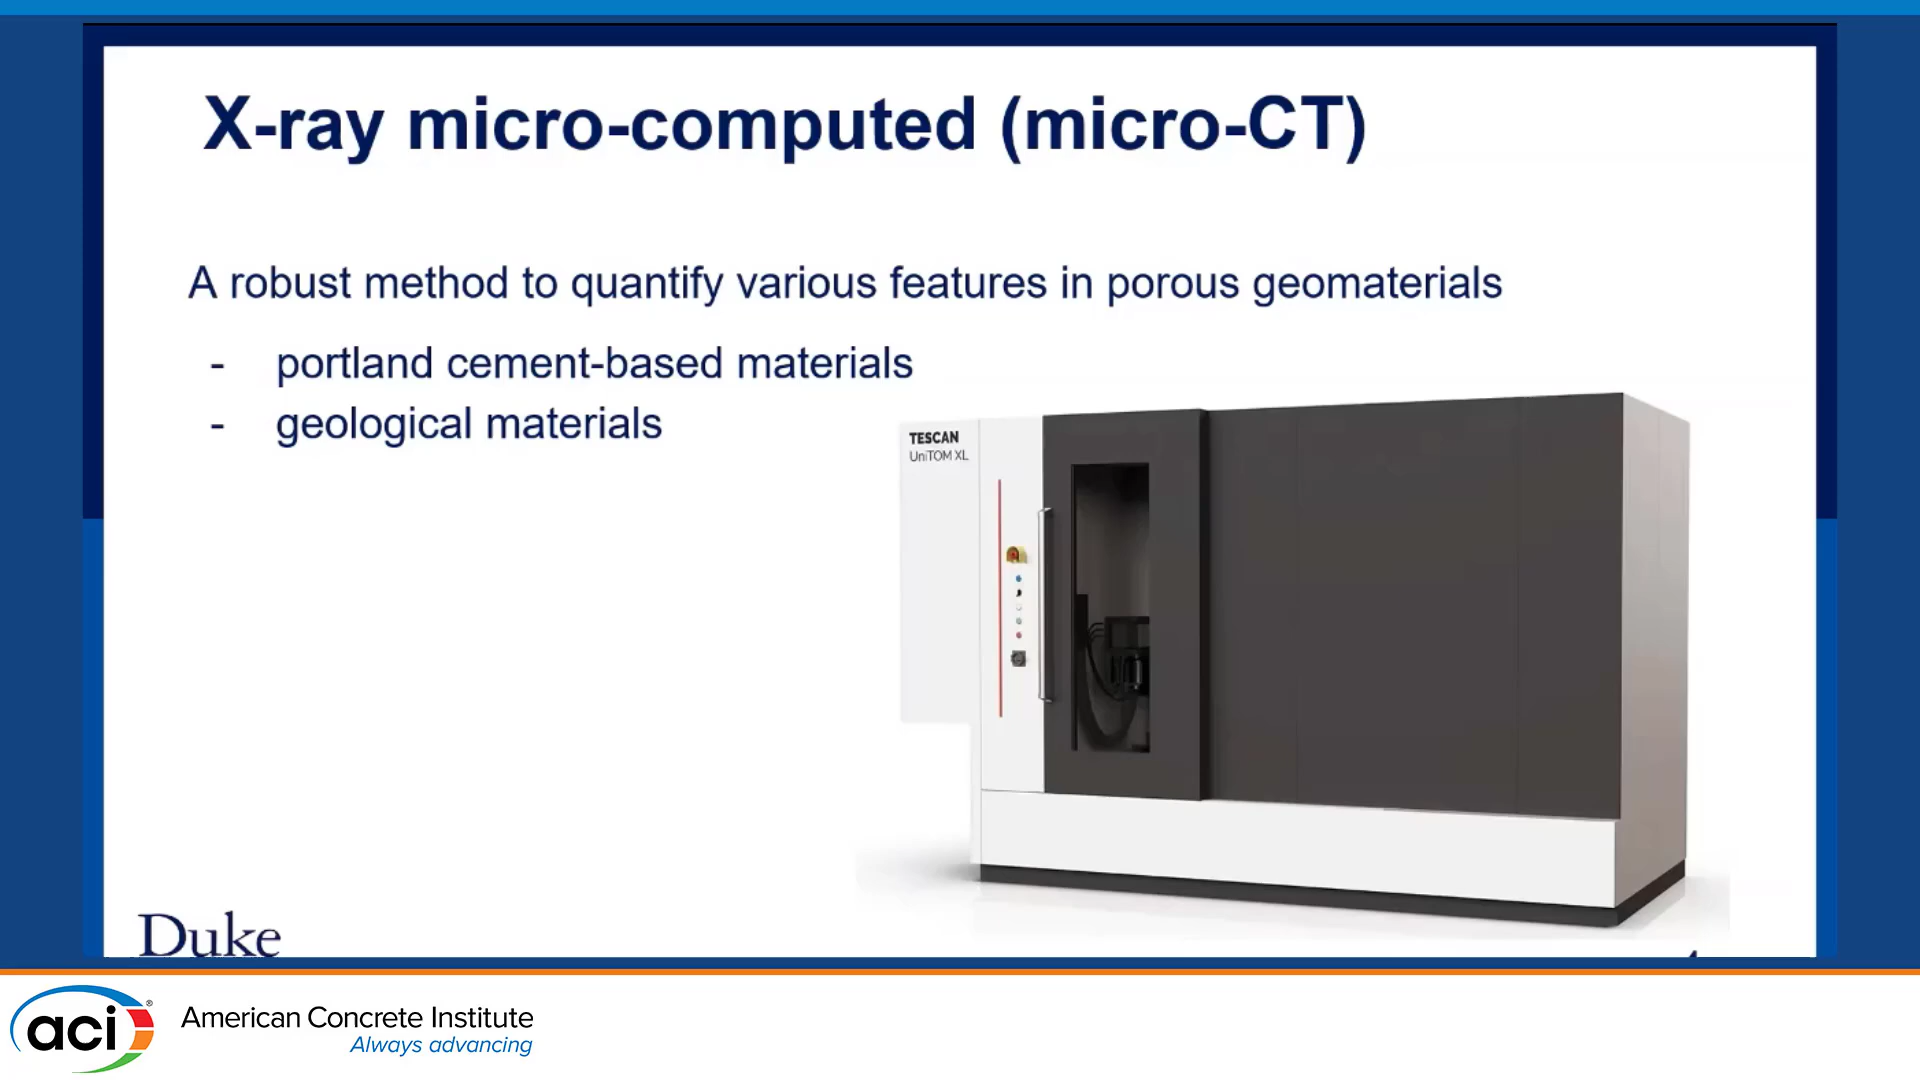 X-ray micro-computed (micro-CT)
A robust method to quantify various features in porous geomaterials
- portland cement-based materials
- geological materials
TESCAN
UniTOM XL
Duke
aci®
American Concrete Institute
Always advancing